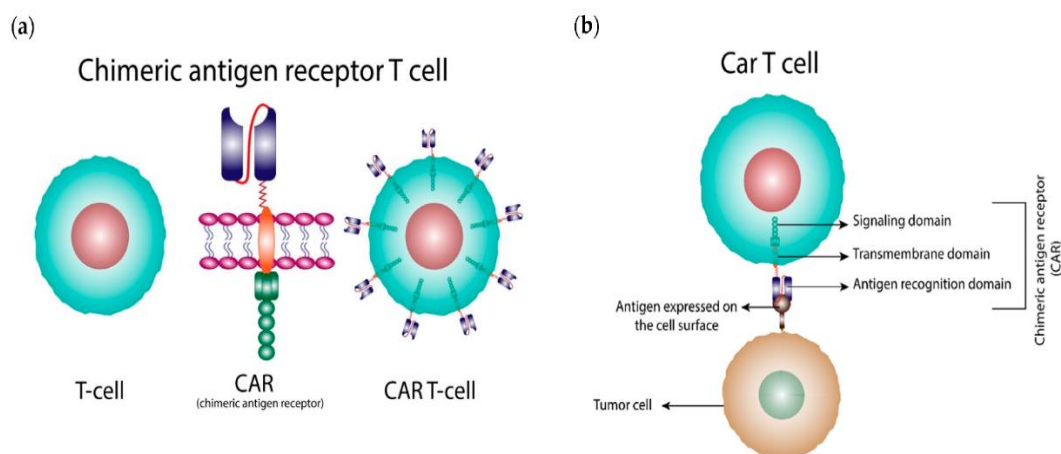 (a)
Chimeric antigen receptor T cell
T-cell
CAR
(chimeric antigen receptor)
CAR T-cell
(b)
Car T cell
Signaling domain
Transmembrane domain
Antigen recognition domain
Chimeric antigen receptor
(CAR)
Antigen expressed on
the cell surface
Tumor cell